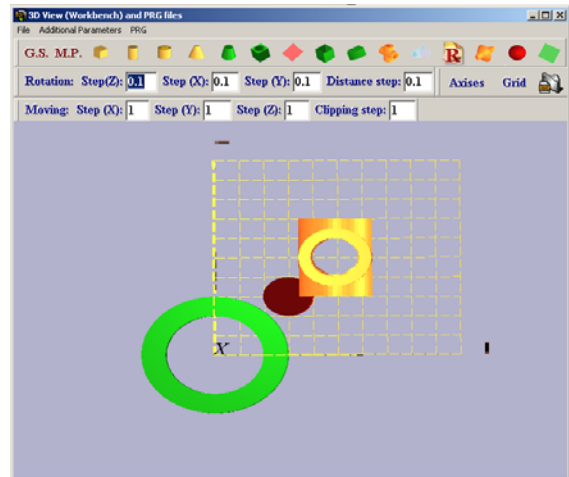 3D View (Workbench) and PRG files
File Additional Parameters PRG
G.S. M.P. R
Rotation: Step(Z): 0.1 Step (X): 0.1 Step (Y): 0.1 Distance step: 0.1 Axises Grid
Moving: Step (X): 1 Step (Y): 1 Step (Z): 1 Clipping step: 1
X